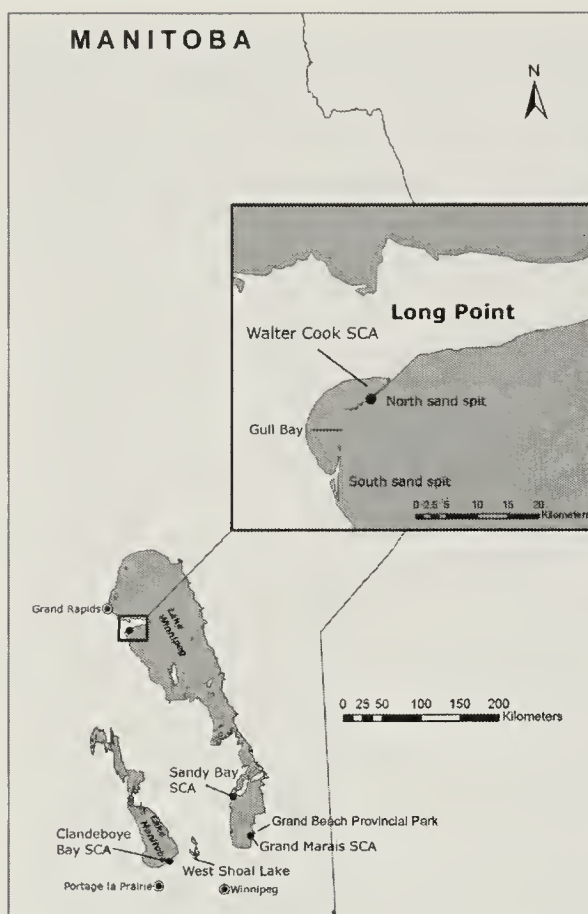 MANITOBA
N
Long Point
Walter Cook SCA
North sand spit
Gull Bay
South sand spit
0 2.5 5 10 15 20
Kilometers
Grand Rapids
Lake
Winnipeg
0 25 50 100 150 200
Kilometers
Sandy Bay
SCA
Grand Beach Provincial Park
Grand Marais SCA
Lake
Manitoba
Clandeboye
Bay SCA
West Shoal Lake
Portage la Prairie
Winnipeg